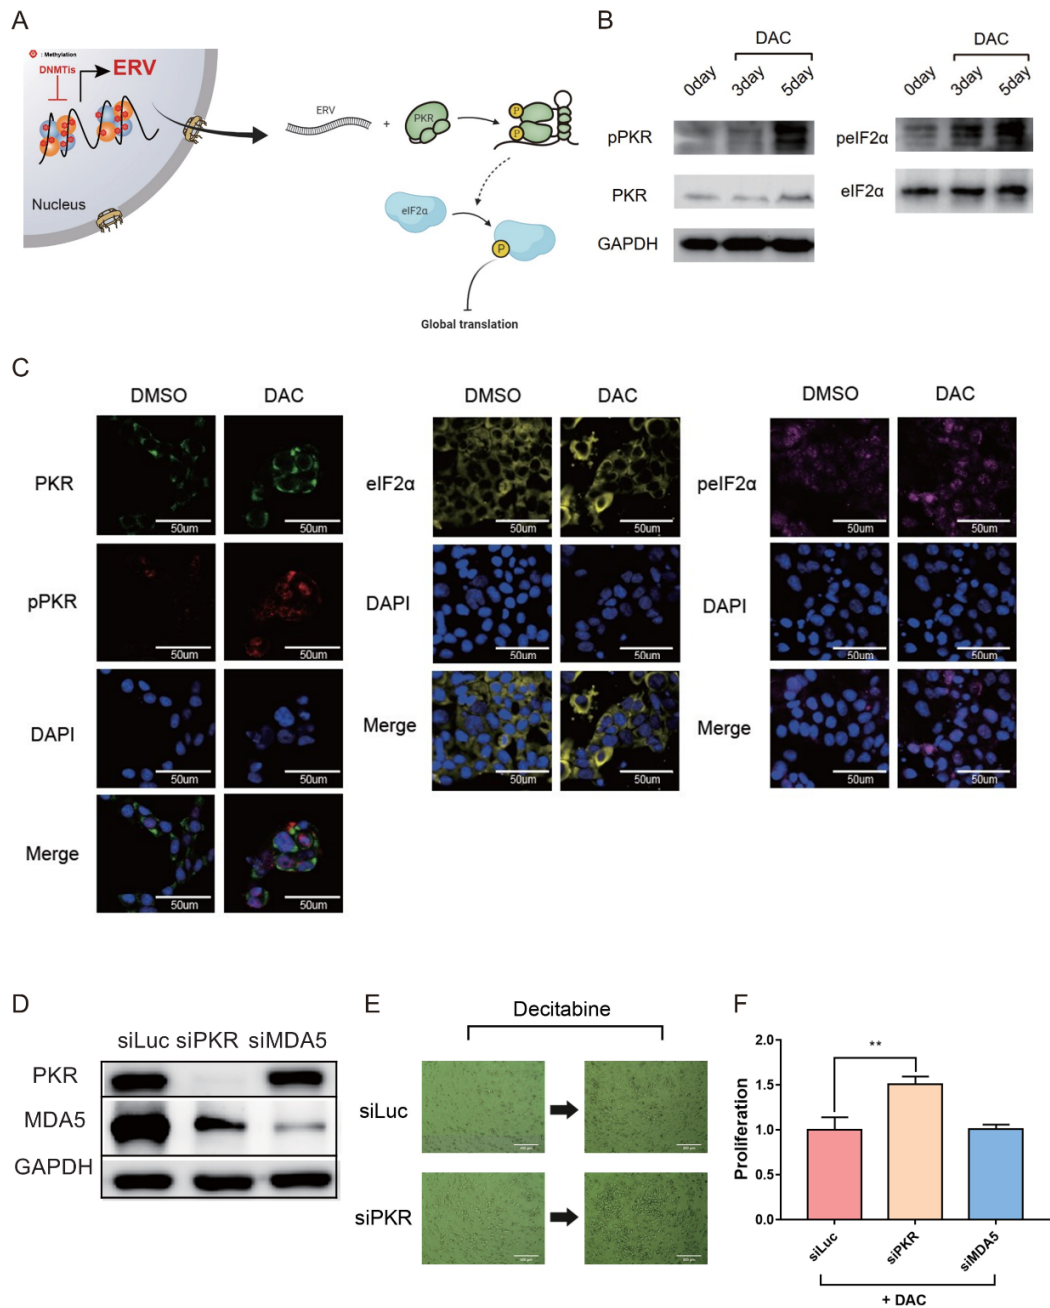 A
: Methylation
DNMTis
ERV
Nucleus
ERV
+
PKR
P
P
eIF2α
P
Global translation
B
DAC
0day 3day 5day
pPKR
PKR
GAPDH
DAC
0day 3day 5day
peIF2α
eIF2α
C
DMSO DAC
PKR
50um 50um
pPKR
50um 50um
DAPI
50um 50um
Merge
50um 50um
DMSO DAC
eIF2α
50um 50um
DAPI
50um 50um
Merge
50um 50um
DMSO DAC
peIF2α
50um 50um
DAPI
50um 50um
Merge
50um 50um
D
siLuc siPKR siMDA5
PKR
MDA5
GAPDH
E
Decitabine
siLuc
siPKR
F
**
Proliferation
2.0
1.5
1.0
0.5
0.0
siLuc siPKR siMDA5
+ DAC